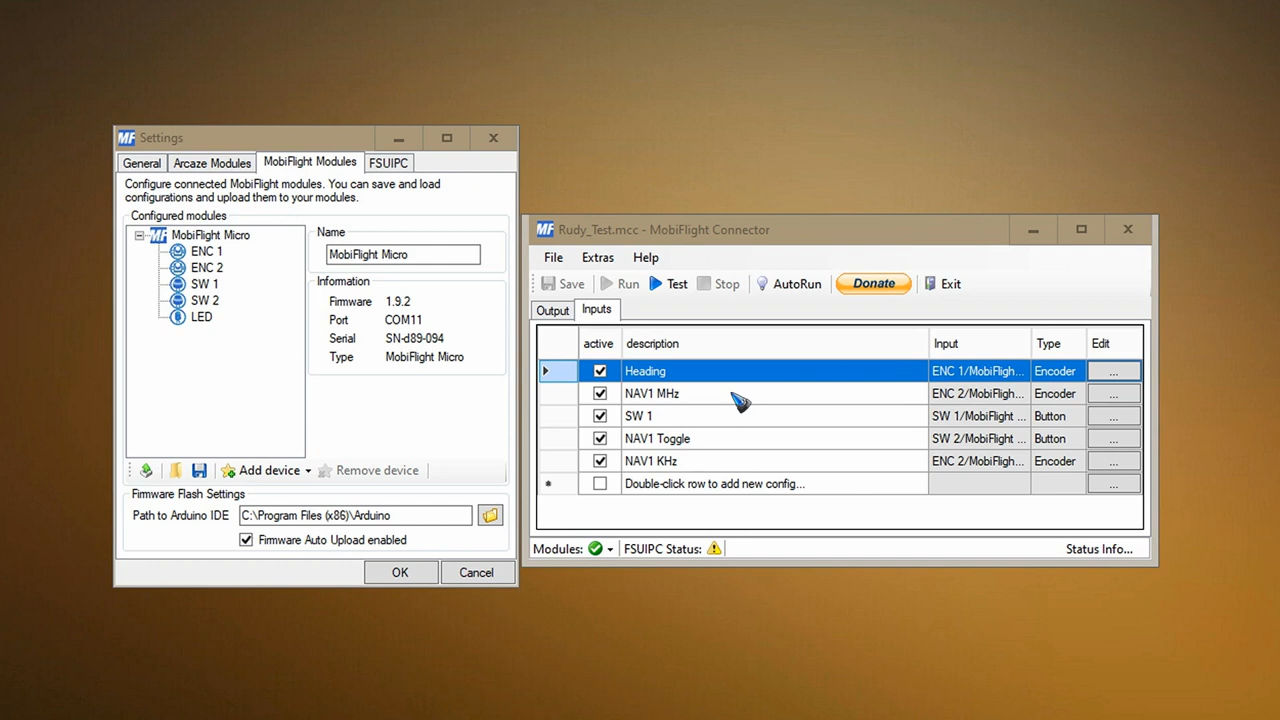 MF Settings
General Arcaze Modules MobiFlight Modules FSUIPC
Configure connected MobiFlight modules. You can save and load
configurations and upload them to your modules.
Configured modules
MF MobiFlight Micro
ENC 1
ENC 2
SW 1
SW 2
LED
Name
MobiFlight Micro
Information
Firmware 1.9.2
Port COM11
Serial SN-d89-094
Type MobiFlight Micro
Add device Remove device
Firmware Flash Settings
Path to Arduino IDE C:\Program Files (x86)\Arduino
Firmware Auto Upload enabled
OK Cancel
MF Rudy_Test.mcc - MobiFlight Connector
File Extras Help
Save Run Test Stop AutoRun Donate Exit
Output Inputs
active description Input Type Edit
Heading ENC 1/MobiFligh... Encoder ...
NAV1 MHz ENC 2/MobiFligh... Encoder ...
SW 1 SW 1/MobiFlight ... Button ...
NAV1 Toggle SW 2/MobiFlight ... Button ...
NAV1 KHz ENC 2/MobiFligh... Encoder ...
* Double-click row to add new config... ...
Modules: FSUIPC Status: Status Info...